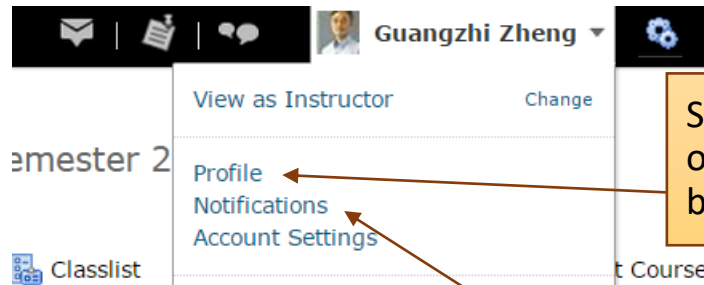 Guangzhi Zheng
View as Instructor Change
emester 2
Profile
Notifications
Account Settings
Classlist
t Course
S
o
b